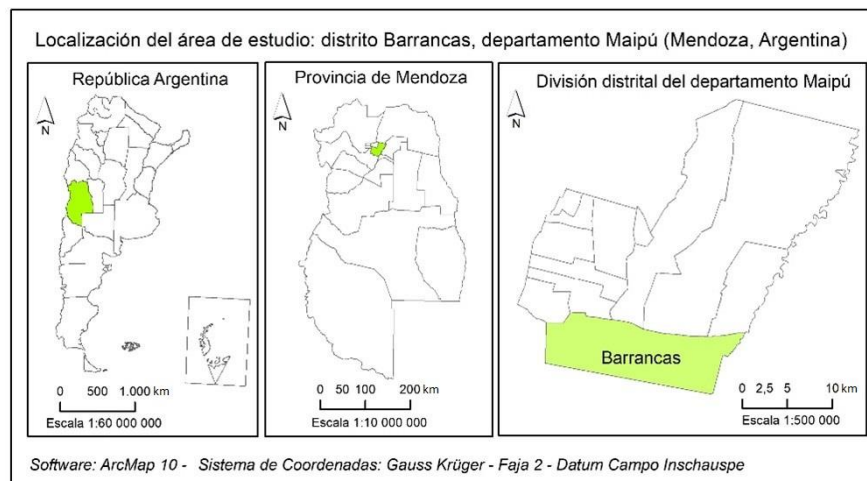 Localización del área de estudio: distrito Barrancas, departamento Maipú (Mendoza, Argentina)
República Argentina
N
0 500 1.000 km
Escala 1:60 000 000
Provincia de Mendoza
N
0 50 100 200 km
Escala 1:10 000 000
División distrital del departamento Maipú
N
Barrancas
0 2,5 5 10 km
Escala 1:500 000
Software: ArcMap 10 - Sistema de Coordenadas: Gauss Krüger - Faja 2 - Datum Campo Inschauspe